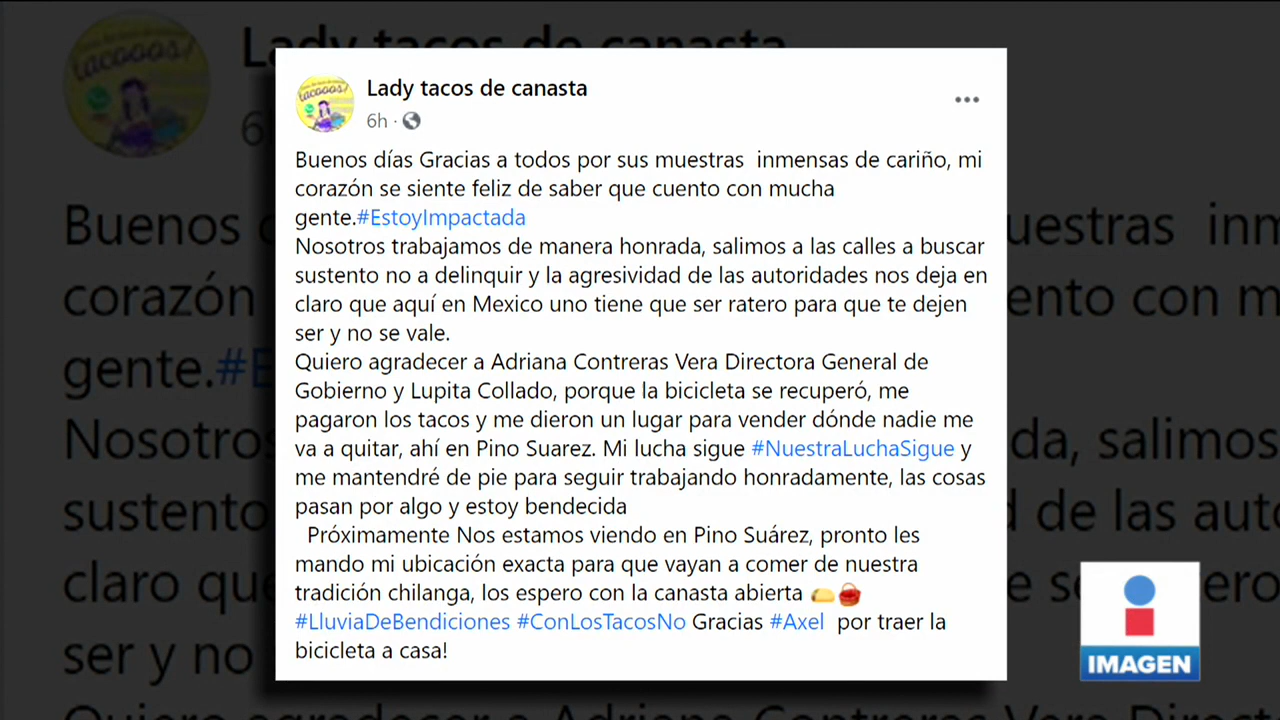 Lady tacos de canasta
tacooos!
Lady tacos de canasta
tacooos!
6h ·
Buenos días Gracias a todos por sus muestras  inmensas de cariño, mi
corazón se siente feliz de saber que cuento con mucha
gente.#EstoyImpactada
Nosotros trabajamos de manera honrada, salimos a las calles a buscar
sustento no a delinquir y la agresividad de las autoridades nos deja en
claro que aquí en Mexico uno tiene que ser ratero para que te dejen
ser y no se vale.
Quiero agradecer a Adriana Contreras Vera Directora General de
Gobierno y Lupita Collado, porque la bicicleta se recuperó, me
pagaron los tacos y me dieron un lugar para vender dónde nadie me
va a quitar, ahí en Pino Suarez. Mi lucha sigue #NuestraLuchaSigue y
me mantendré de pie para seguir trabajando honradamente, las cosas
pasan por algo y estoy bendecida
Próximamente Nos estamos viendo en Pino Suárez, pronto les
mando mi ubicación exacta para que vayan a comer de nuestra
tradición chilanga, los espero con la canasta abierta 🌮🧺
#LluviaDeBendiciones #ConLosTacosNo Gracias #Axel  por traer la
bicicleta a casa!
IMAGEN